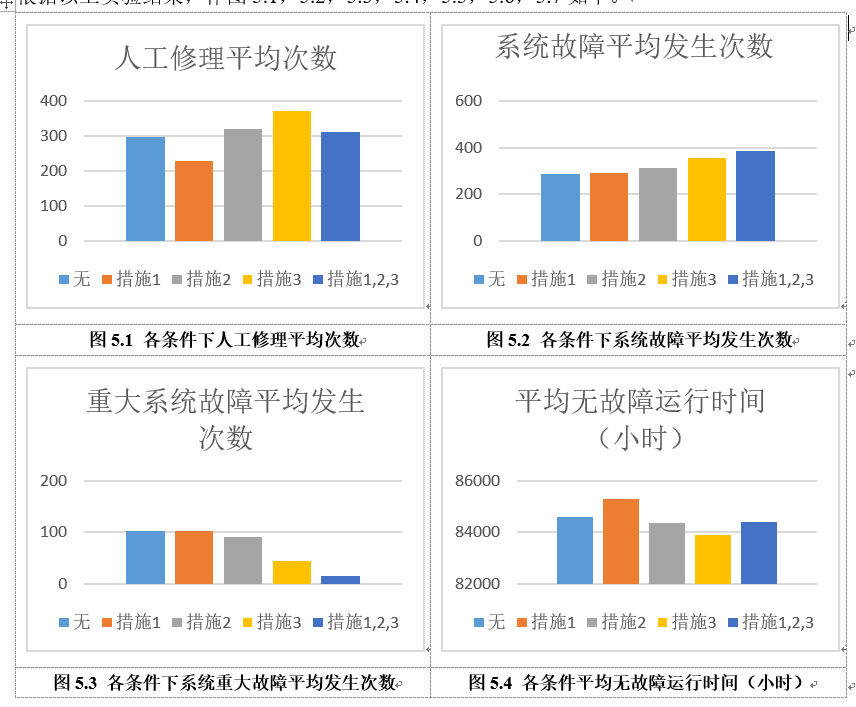 依据以上实验结果，作图 5.1，5.2，5.3，5.4，5.5，5.6，5.7 如下。
人工修理平均次数
400
300
200
100
0
无 措施1 措施2 措施3 措施1,2,3
图 5.1 各条件下人工修理平均次数
系统故障平均发生次数
600
400
200
0
无 措施1 措施2 措施3 措施1,2,3
图 5.2 各条件下系统故障平均发生次数
重大系统故障平均发生
次数
200
100
0
无 措施1 措施2 措施3 措施1,2,3
图 5.3 各条件下系统重大故障平均发生次数
平均无故障运行时间
（小时）
86000
84000
82000
无 措施1 措施2 措施3 措施1,2,3
图 5.4 各条件平均无故障运行时间（小时）